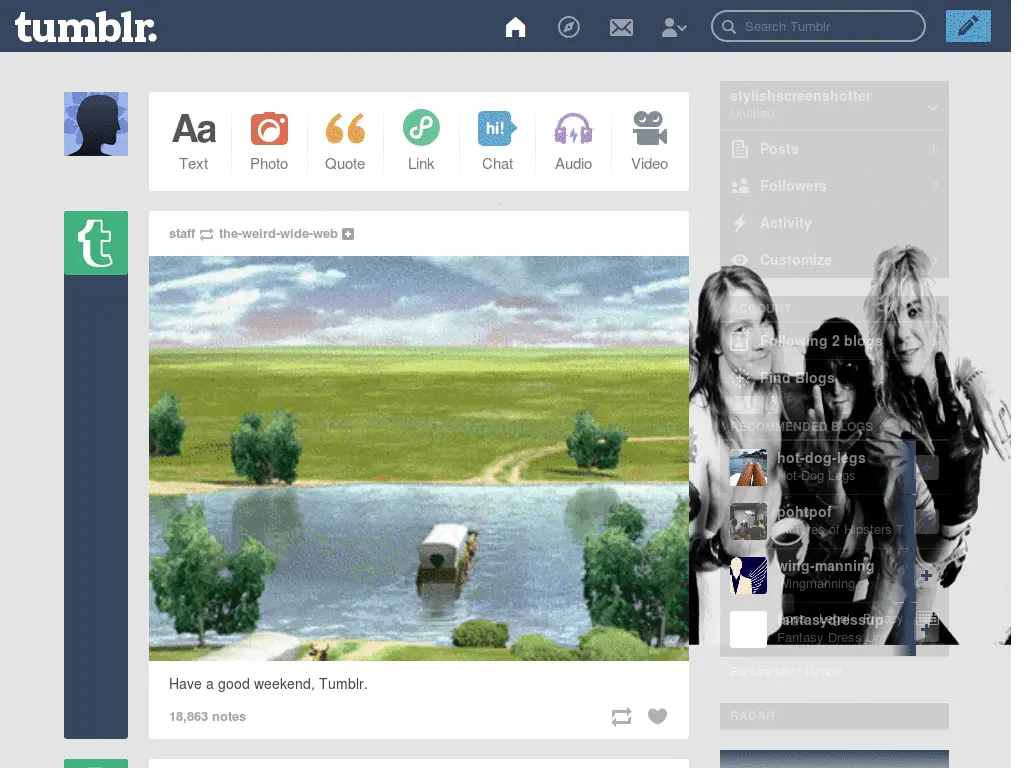 tumblr.
Search Tumblr
Aa
hi!
Text
Photo
Quote
Link
Chat
Audio
Video
staff the-weird-wide-web
t
Have a good weekend, Tumblr.
18,863 notes
stylishscreenshotter
Untitled
Posts 0
Followers 3
Activity
Customize
ACCOUNT
Following 2 blogs
Find Blogs
RECOMMENDED BLOGS
hot-dog-legs
Hot-Dog Legs
pohtpof
Pictures of Hipsters T
wing-manning
Wingmanning
fantasydressup
Legal
Fantasy Dress Up!
Explore all of Tumblr
RADAR